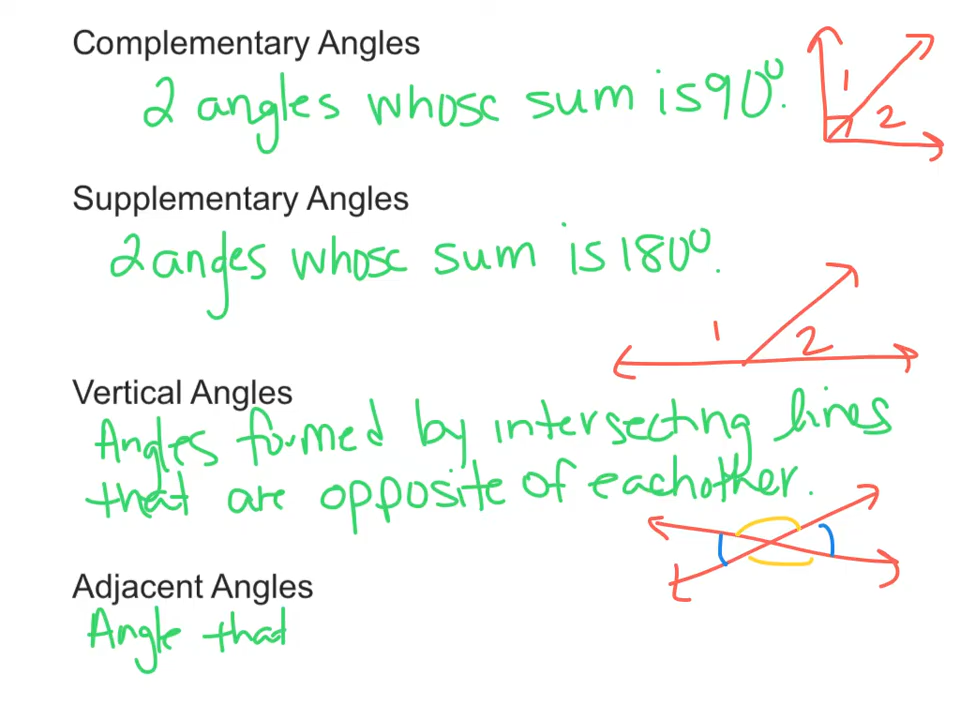 Complementary Angles
2 angles whose sum is 90°.
1
2
Supplementary Angles
2 angles whose sum is 180°.
1
2
Vertical Angles
Angles formed by intersecting lines
that are opposite of eachother.
Adjacent Angles
Angle that